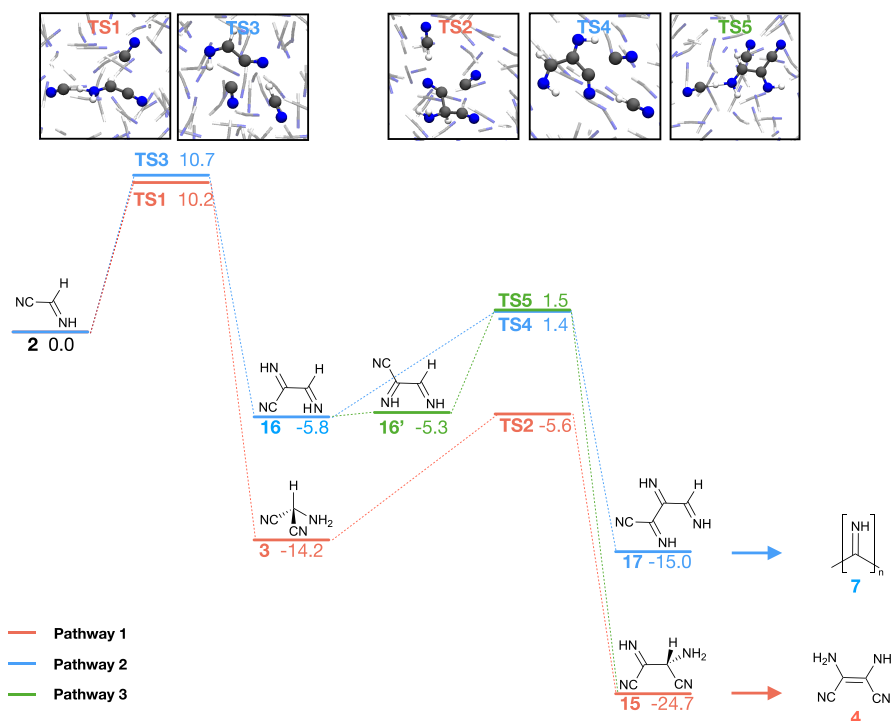 TS1
TS3
TS2
TS4
TS5
TS3 10.7
TS1 10.2
H
NC
NH
2 0.0
TS5 1.5
TS4 1.4
HN
H
NC
HN
16 -5.8
NC
H
NH
NH
16’ -5.3
TS2 -5.6
H
NC
NH2
CN
3 -14.2
HN
H
NC
NH
NH
17 -15.0
NH
n
7
HN
H
NH2
NC
CN
15 -24.7
H2N
NH
NC
CN
4
Pathway 1
Pathway 2
Pathway 3